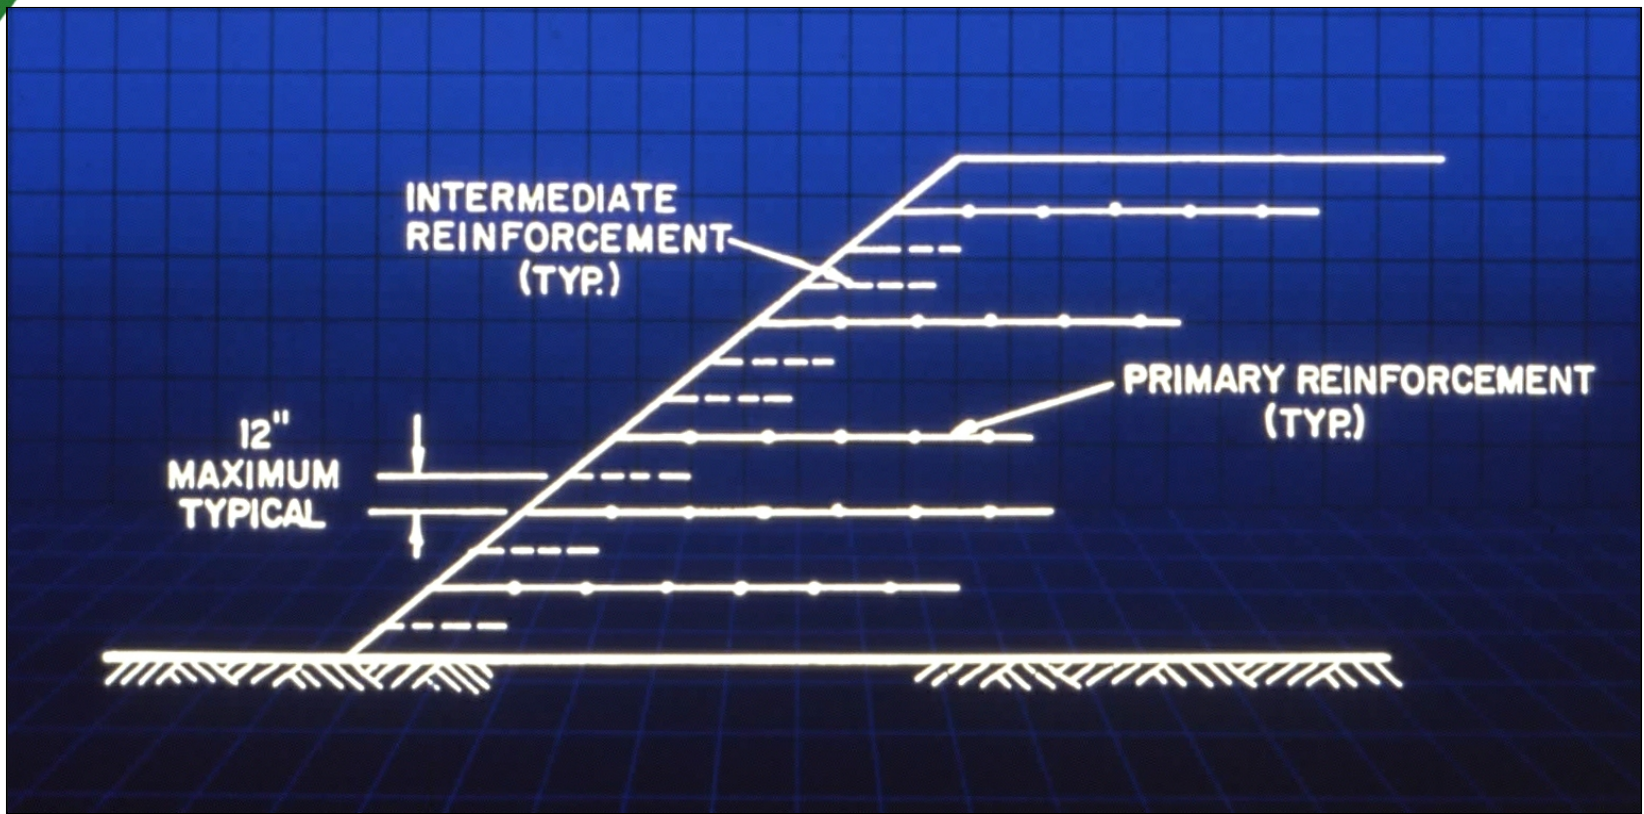 INTERMEDIATE
REINFORCEMENT
(TYP.)
PRIMARY REINFORCEMENT
(TYP.)
12"
MAXIMUM
TYPICAL